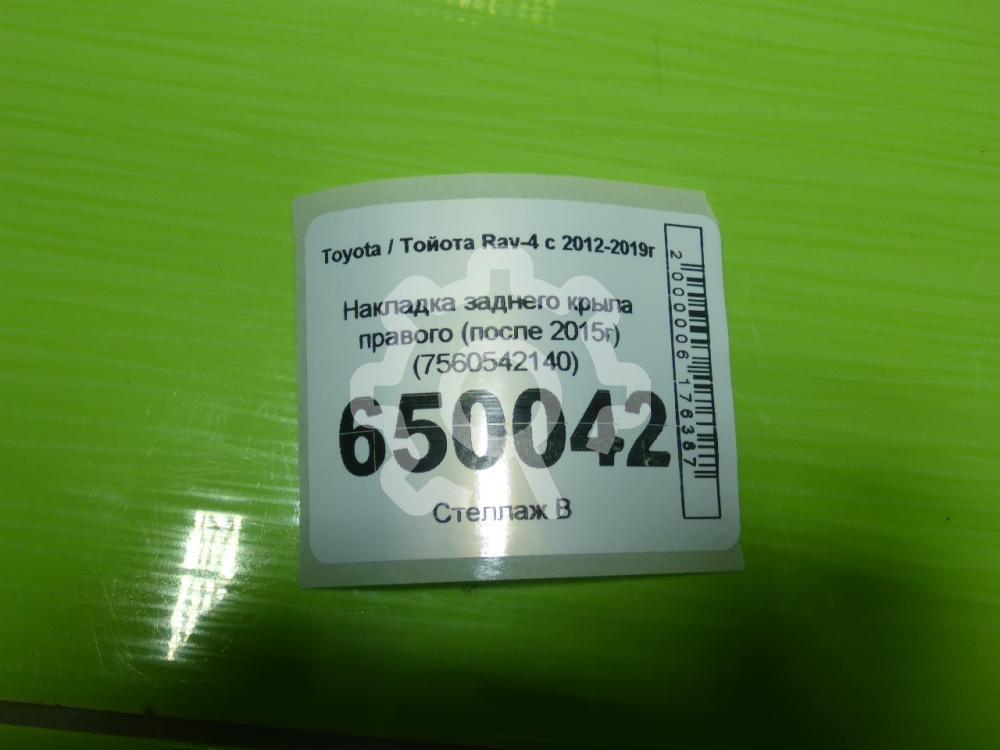 Toyota / Тойота Rav-4 с 2012-2019г
Накладка заднего крыла
правого (после 2015г)
(7560542140)
650042
Стеллаж В
2000006176387